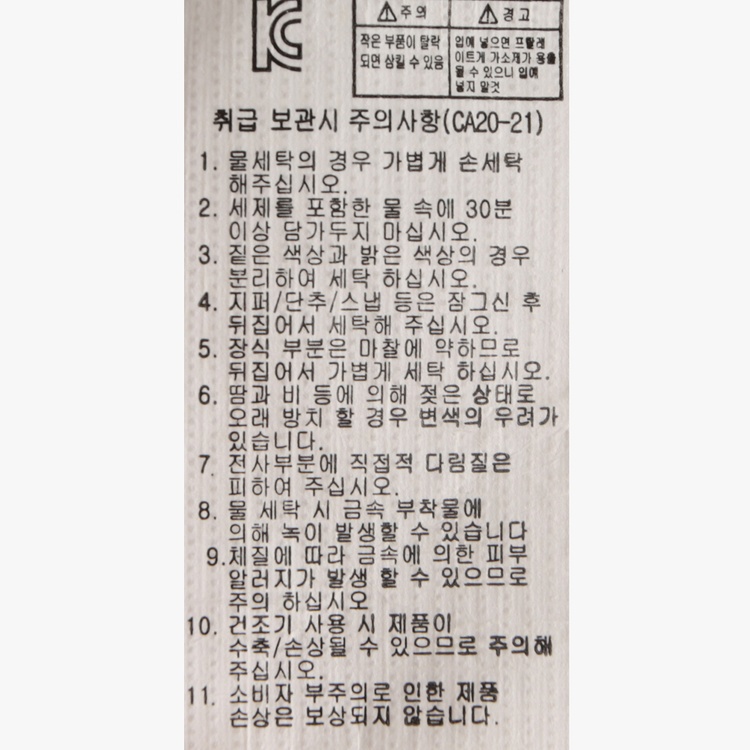 ⚠주의
작은 부품이 탈락
되면 삼킬 수 있음
⚠경고
입에 넣으면 프탈레
이트게 가소제가 용출
될 수 있으니 입에
넣지 말것
취급 보관시 주의사항(CA20-21)
1. 물세탁의 경우 가볍게 손세탁
해주십시오.
2. 세제를 포함한 물 속에 30분
이상 담가두지 마십시오.
3. 짙은 색상과 밝은 색상의 경우
분리하여 세탁 하십시오.
4. 지퍼/단추/스냅 등은 잠그신 후
뒤집어서 세탁해 주십시오.
5. 장식 부분은 마찰에 약하므로
뒤집어서 가볍게 세탁 하십시오.
6. 땀과 비 등에 의해 젖은 상태로
오래 방치 할 경우 변색의 우려가
있습니다.
7. 전사부분에 직접적 다림질은
피하여 주십시오.
8. 물 세탁 시 금속 부착물에
의해 녹이 발생할 수 있습니다
9.체질에 따라 금속에 의한 피부
알러지가 발생 할 수 있으므로
주의 하십시오
10. 건조기 사용 시 제품이
수축/손상될 수 있으므로 주의해
주십시오.
11. 소비자 부주의로 인한 제품
손상은 보상되지 않습니다.